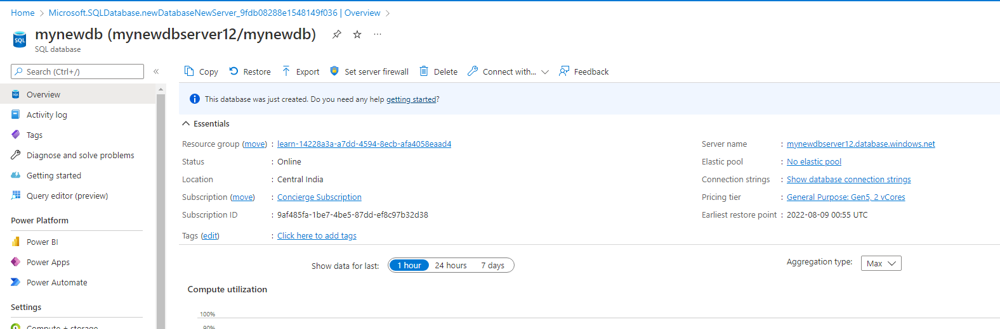 Home > Microsoft.SQLDatabase.newDatabaseNewServer_9fdb08288e1548149f036 | Overview >
mynewdb (mynewdbserver12/mynewdb)
SQL
SQL database
Search (Ctrl+/)
Overview
Activity log
Tags
Diagnose and solve problems
Getting started
Query editor (preview)
Power Platform
Power BI
Power Apps
Power Automate
Settings
Compute + storage
Copy Restore Export Set server firewall Delete Connect with... Feedback
This database was just created. Do you need any help getting started?
Essentials
Resource group (move) : learn-14228a3a-a7dd-4594-8ecb-afa4058eaad4
Status : Online
Location : Central India
Subscription (move) : Concierge Subscription
Subscription ID : 9af485fa-1be7-4be5-87dd-ef8c97b32d38
Tags (edit) : Click here to add tags
Server name : mynewdbserver12.database.windows.net
Elastic pool : No elastic pool
Connection strings : Show database connection strings
Pricing tier : General Purpose: Gen5, 2 vCores
Earliest restore point : 2022-08-09 00:55 UTC
Show data for last: 1 hour 24 hours 7 days
Aggregation type: Max
Compute utilization
100%
90%